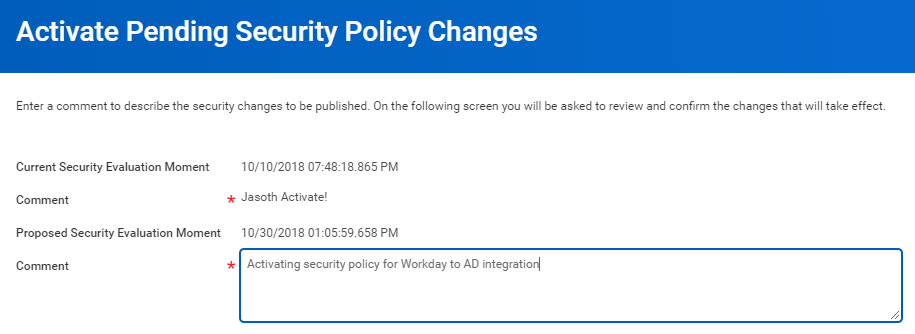 Activate Pending Security Policy Changes
Enter a comment to describe the security changes to be published. On the following screen you will be asked to review and confirm the changes that will take effect.
Current Security Evaluation Moment 10/10/2018 07:48:18.865 PM
Comment * Jasoth Activate!
Proposed Security Evaluation Moment 10/30/2018 01:05:59.658 PM
Comment * Activating security policy for Workday to AD integration